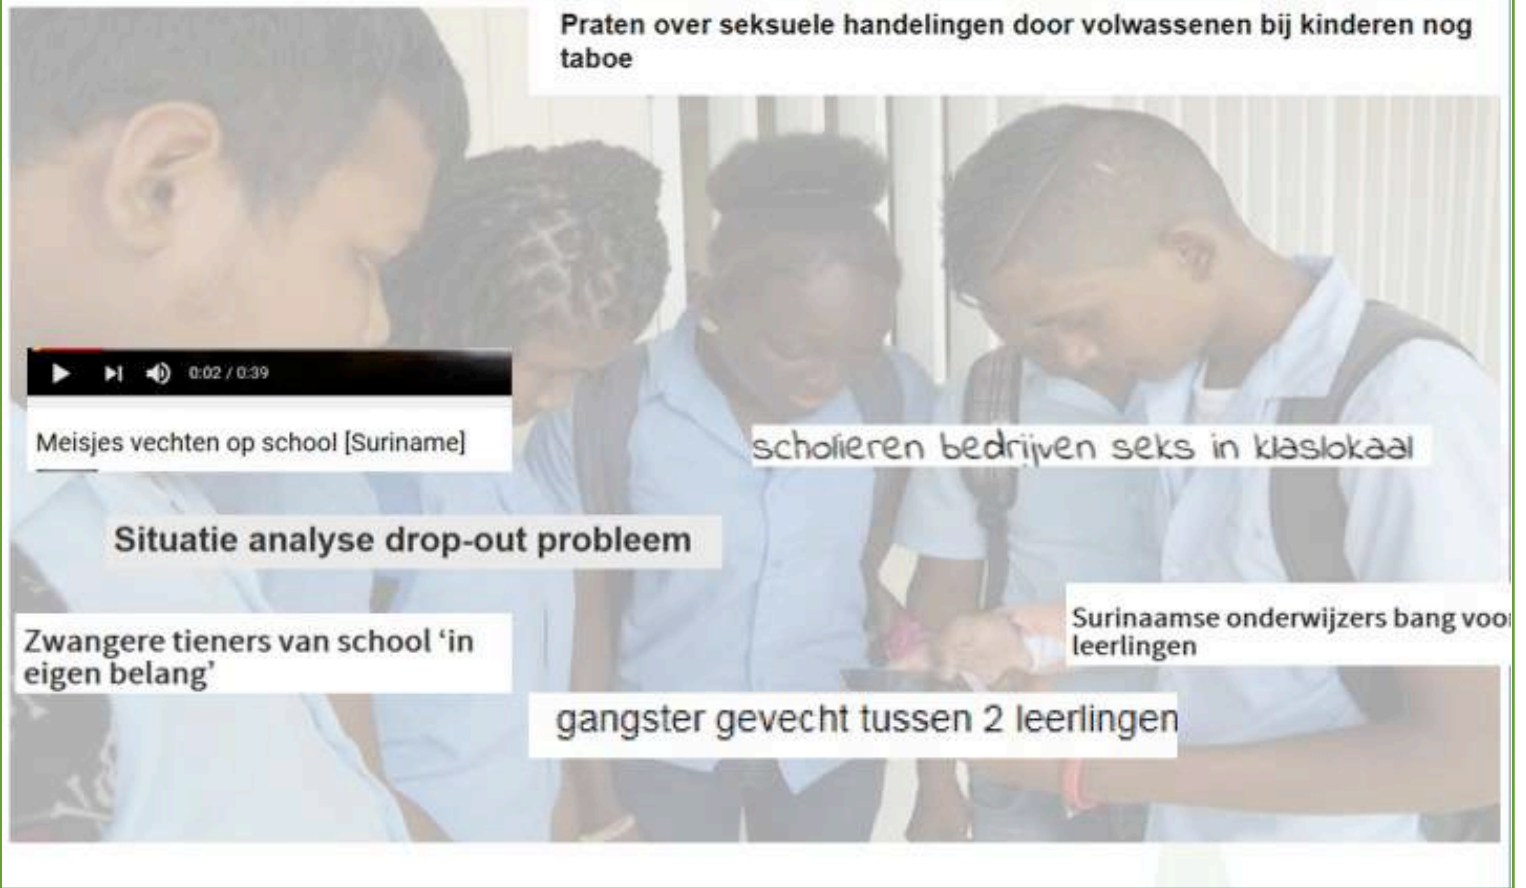 Praten over seksuele handelingen door volwassenen bij kinderen nog
taboe
0:02 / 0:39
Meisjes vechten op school [Suriname]
scholieren bedrijven seks in klaslokaal
Situatie analyse drop-out probleem
Zwangere tieners van school ‘in
eigen belang’
Surinaamse onderwijzers bang voor
leerlingen
gangster gevecht tussen 2 leerlingen